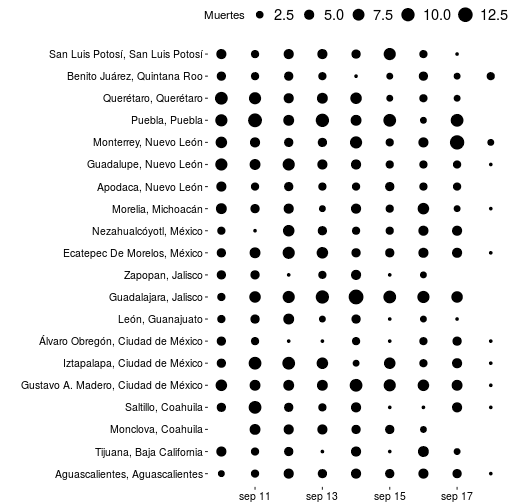 Muertes 2.5 5.0 7.5 10.0 12.5
San Luis Potosí, San Luis Potosí
Benito Juárez, Quintana Roo
Querétaro, Querétaro
Puebla, Puebla
Monterrey, Nuevo León
Guadalupe, Nuevo León
Apodaca, Nuevo León
Morelia, Michoacán
Nezahualcóyotl, México
Ecatepec De Morelos, México
Zapopan, Jalisco
Guadalajara, Jalisco
León, Guanajuato
Álvaro Obregón, Ciudad de México
Iztapalapa, Ciudad de México
Gustavo A. Madero, Ciudad de México
Saltillo, Coahuila
Monclova, Coahuila
Tijuana, Baja California
Aguascalientes, Aguascalientes
sep 11 sep 13 sep 15 sep 17